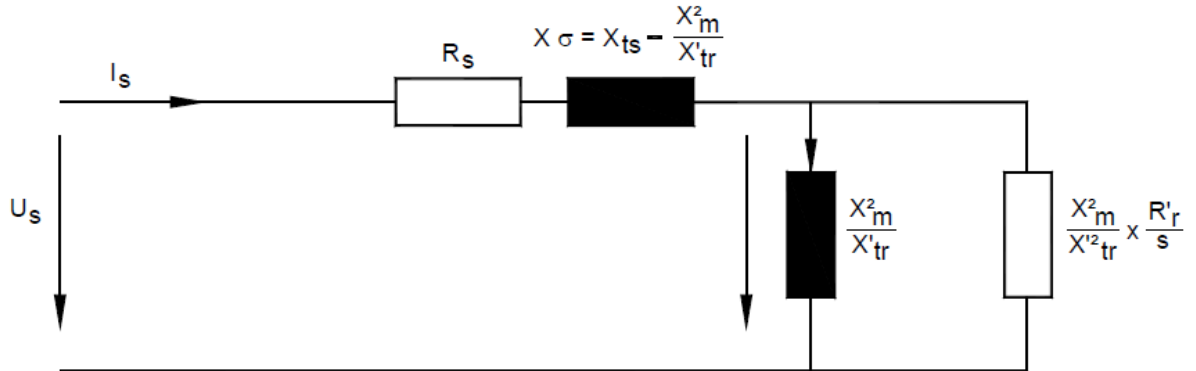 X σ = X_ts − X²_m / X'_tr
R_s
I_s
U_s
X²_m / X'_tr
X²_m / X'²_tr x R'_r / s